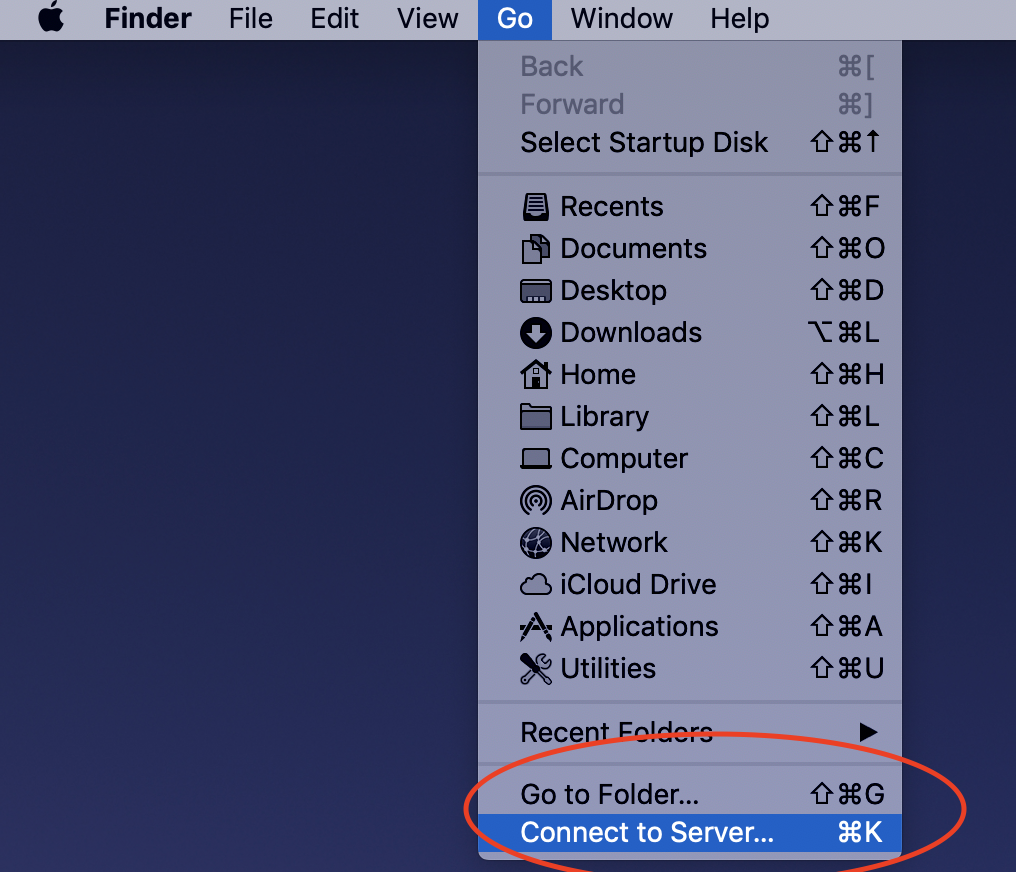 Finder File Edit View Go Window Help
Back ⌘[
Forward ⌘]
Select Startup Disk ⇧⌘↑
Recents ⇧⌘F
Documents ⇧⌘O
Desktop ⇧⌘D
Downloads ⌥⌘L
Home ⇧⌘H
Library ⇧⌘L
Computer ⇧⌘C
AirDrop ⇧⌘R
Network ⇧⌘K
iCloud Drive ⇧⌘I
Applications ⇧⌘A
Utilities ⇧⌘U
Recent Folders ▶
Go to Folder... ⇧⌘G
Connect to Server... ⌘K